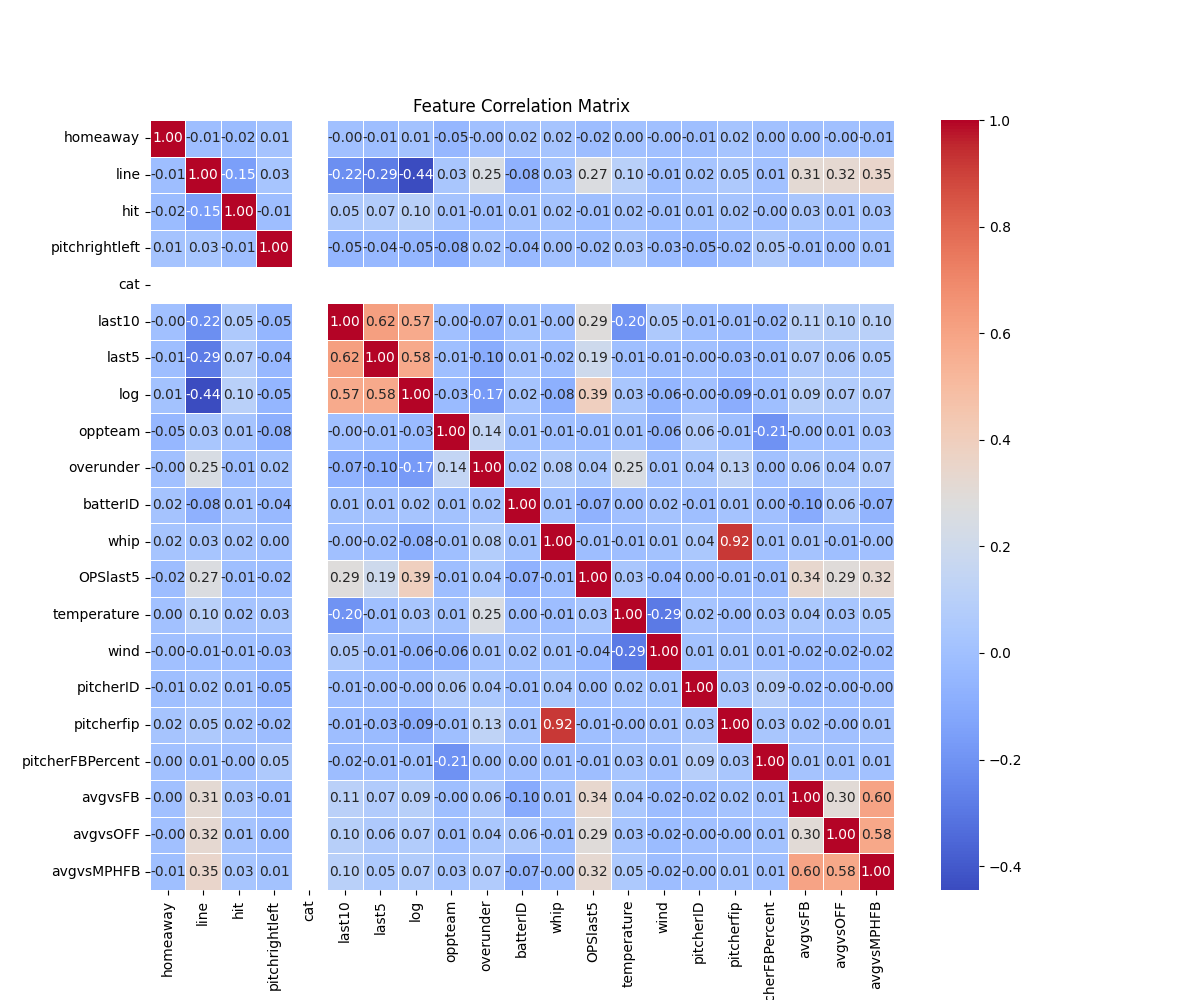 Feature Correlation Matrix
homeaway 1.00 -0.01 -0.02 0.01 -0.00 -0.01 0.01 -0.05 -0.00 0.02 0.02 -0.02 0.00 -0.00 -0.01 0.02 0.00 0.00 -0.00 -0.01
line -0.01 1.00 -0.15 0.03 -0.22 -0.29 -0.44 0.03 0.25 -0.08 0.03 0.27 0.10 -0.01 0.02 0.05 0.01 0.31 0.32 0.35
hit -0.02 -0.15 1.00 -0.01 0.05 0.07 0.10 0.01 -0.01 0.01 0.02 -0.01 0.02 -0.01 0.01 0.02 -0.00 0.03 0.01 0.03
pitchrightleft 0.01 0.03 -0.01 1.00 -0.05 -0.04 -0.05 -0.08 0.02 -0.04 0.00 -0.02 0.03 -0.03 -0.05 -0.02 0.05 -0.01 0.00 0.01
cat
last10 -0.00 -0.22 0.05 -0.05 1.00 0.62 0.57 -0.00 -0.07 0.01 -0.00 0.29 -0.20 0.05 -0.01 -0.01 -0.02 0.11 0.10 0.10
last5 -0.01 -0.29 0.07 -0.04 0.62 1.00 0.58 -0.01 -0.10 0.01 -0.02 0.19 -0.01 -0.01 -0.00 -0.03 -0.01 0.07 0.06 0.05
log 0.01 -0.44 0.10 -0.05 0.57 0.58 1.00 -0.03 -0.17 0.02 -0.08 0.39 0.03 -0.06 -0.00 -0.09 -0.01 0.09 0.07 0.07
oppteam -0.05 0.03 0.01 -0.08 -0.00 -0.01 -0.03 1.00 0.14 0.01 -0.01 -0.01 0.01 -0.06 0.06 -0.01 -0.21 -0.00 0.01 0.03
overunder -0.00 0.25 -0.01 0.02 -0.07 -0.10 -0.17 0.14 1.00 0.02 0.08 0.04 0.25 0.01 0.04 0.13 0.00 0.06 0.04 0.07
batterID 0.02 -0.08 0.01 -0.04 0.01 0.01 0.02 0.01 0.02 1.00 0.01 -0.07 0.00 0.02 -0.01 0.01 0.00 -0.10 0.06 -0.07
whip 0.02 0.03 0.02 0.00 -0.00 -0.02 -0.08 -0.01 0.08 0.01 1.00 -0.01 -0.01 0.01 0.04 0.92 0.01 0.01 -0.01 -0.00
OPSlast5 -0.02 0.27 -0.01 -0.02 0.29 0.19 0.39 -0.01 0.04 -0.07 -0.01 1.00 0.03 -0.04 0.00 -0.01 -0.01 0.34 0.29 0.32
temperature 0.00 0.10 0.02 0.03 -0.20 -0.01 0.03 0.01 0.25 0.00 -0.01 0.03 1.00 -0.29 0.02 -0.00 0.03 0.04 0.03 0.05
wind -0.00 -0.01 -0.01 -0.03 0.05 -0.01 -0.06 -0.06 0.01 0.02 0.01 -0.04 -0.29 1.00 0.01 0.01 0.01 -0.02 -0.02 -0.02
pitcherID -0.01 0.02 0.01 -0.05 -0.01 -0.00 -0.00 0.06 0.04 -0.01 0.04 0.00 0.02 0.01 1.00 0.03 0.09 -0.02 -0.00 -0.00
pitcherfip 0.02 0.05 0.02 -0.02 -0.01 -0.03 -0.09 -0.01 0.13 0.01 0.92 -0.01 -0.00 0.01 0.03 1.00 0.03 0.02 -0.00 0.01
pitcherFBPercent 0.00 0.01 -0.00 0.05 -0.02 -0.01 -0.01 -0.21 0.00 0.00 0.01 -0.01 0.03 0.01 0.09 0.03 1.00 0.01 0.01 0.01
avgvsFB 0.00 0.31 0.03 -0.01 0.11 0.07 0.09 -0.00 0.06 -0.10 0.01 0.34 0.04 -0.02 -0.02 0.02 0.01 1.00 0.30 0.60
avgvsOFF -0.00 0.32 0.01 0.00 0.10 0.06 0.07 0.01 0.04 0.06 -0.01 0.29 0.03 -0.02 -0.00 -0.00 0.01 0.30 1.00 0.58
avgvsMPHFB -0.01 0.35 0.03 0.01 0.10 0.05 0.07 0.03 0.07 -0.07 -0.00 0.32 0.05 -0.02 -0.00 0.01 0.01 0.60 0.58 1.00
homeaway line hit pitchrightleft cat last10 last5 log oppteam overunder batterID whip OPSlast5 temperature wind pitcherID pitcherfip cherFBPercent avgvsFB avgvsOFF avgvsMPHFB
1.0
0.8
0.6
0.4
0.2
0.0
−0.2
−0.4